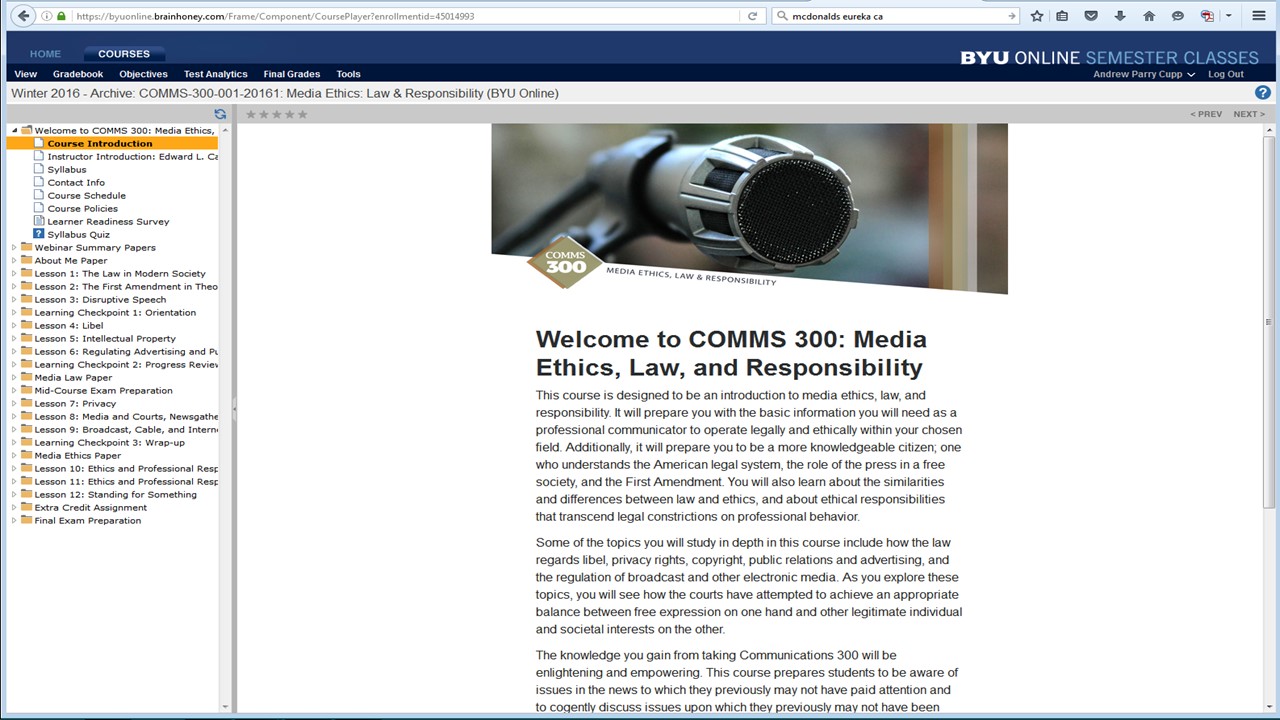 https://byuonline.brainhoney.com/Frame/Component/CoursePlayer?enrollmentid=45014993
mcdonalds eureka ca
HOME COURSES
BYU ONLINE SEMESTER CLASSES
View Gradebook Objectives Test Analytics Final Grades Tools
Andrew Parry Cupp Log Out
Winter 2016 - Archive: COMMS-300-001-20161: Media Ethics: Law & Responsibility (BYU Online)
< PREV NEXT >
Welcome to COMMS 300: Media Ethics,
Course Introduction
Instructor Introduction: Edward L. Ca
Syllabus
Contact Info
Course Schedule
Course Policies
Learner Readiness Survey
Syllabus Quiz
Webinar Summary Papers
About Me Paper
Lesson 1: The Law in Modern Society
Lesson 2: The First Amendment in Theo
Lesson 3: Disruptive Speech
Learning Checkpoint 1: Orientation
Lesson 4: Libel
Lesson 5: Intellectual Property
Lesson 6: Regulating Advertising and Pu
Learning Checkpoint 2: Progress Review
Media Law Paper
Mid-Course Exam Preparation
Lesson 7: Privacy
Lesson 8: Media and Courts, Newsgathe
Lesson 9: Broadcast, Cable, and Intern
Learning Checkpoint 3: Wrap-up
Media Ethics Paper
Lesson 10: Ethics and Professional Resp
Lesson 11: Ethics and Professional Resp
Lesson 12: Standing for Something
Extra Credit Assignment
Final Exam Preparation
COMMS
300
MEDIA ETHICS, LAW & RESPONSIBILITY
Welcome to COMMS 300: Media
Ethics, Law, and Responsibility
This course is designed to be an introduction to media ethics, law, and
responsibility. It will prepare you with the basic information you will need as a
professional communicator to operate legally and ethically within your chosen
field. Additionally, it will prepare you to be a more knowledgeable citizen; one
who understands the American legal system, the role of the press in a free
society, and the First Amendment. You will also learn about the similarities
and differences between law and ethics, and about ethical responsibilities
that transcend legal constrictions on professional behavior.
Some of the topics you will study in depth in this course include how the law
regards libel, privacy rights, copyright, public relations and advertising, and
the regulation of broadcast and other electronic media. As you explore these
topics, you will see how the courts have attempted to achieve an appropriate
balance between free expression on one hand and other legitimate individual
and societal interests on the other.
The knowledge you gain from taking Communications 300 will be
enlightening and empowering. This course prepares students to be aware of
issues in the news to which they previously may not have paid attention and
to cogently discuss issues upon which they previously may not have been